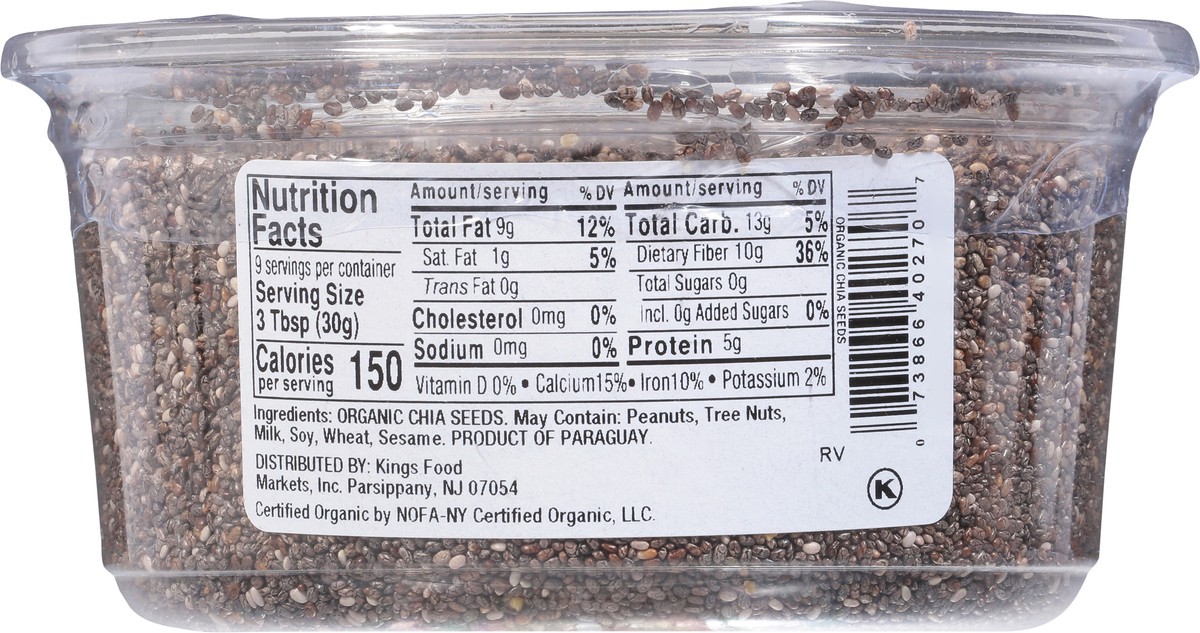 Nutrition
Facts
9 servings per container
Serving Size
3 Tbsp (30g)
Calories
per serving 150
Amount/serving % DV
Total Fat 9g 12%
Sat. Fat 1g 5%
Trans Fat 0g
Cholesterol 0mg 0%
Sodium 0mg 0%
Amount/serving % DV
Total Carb. 13g 5%
Dietary Fiber 10g 36%
Total Sugars 0g
Incl. 0g Added Sugars 0%
Protein 5g
Vitamin D 0% • Calcium15%• Iron10% • Potassium 2%
Ingredients: ORGANIC CHIA SEEDS. May Contain: Peanuts, Tree Nuts,
Milk, Soy, Wheat, Sesame. PRODUCT OF PARAGUAY.
DISTRIBUTED BY: Kings Food
Markets, Inc. Parsippany, NJ 07054
Certified Organic by NOFA-NY Certified Organic, LLC.
ORGANIC CHIA SEEDS
0 73866 40270 7
RV
K